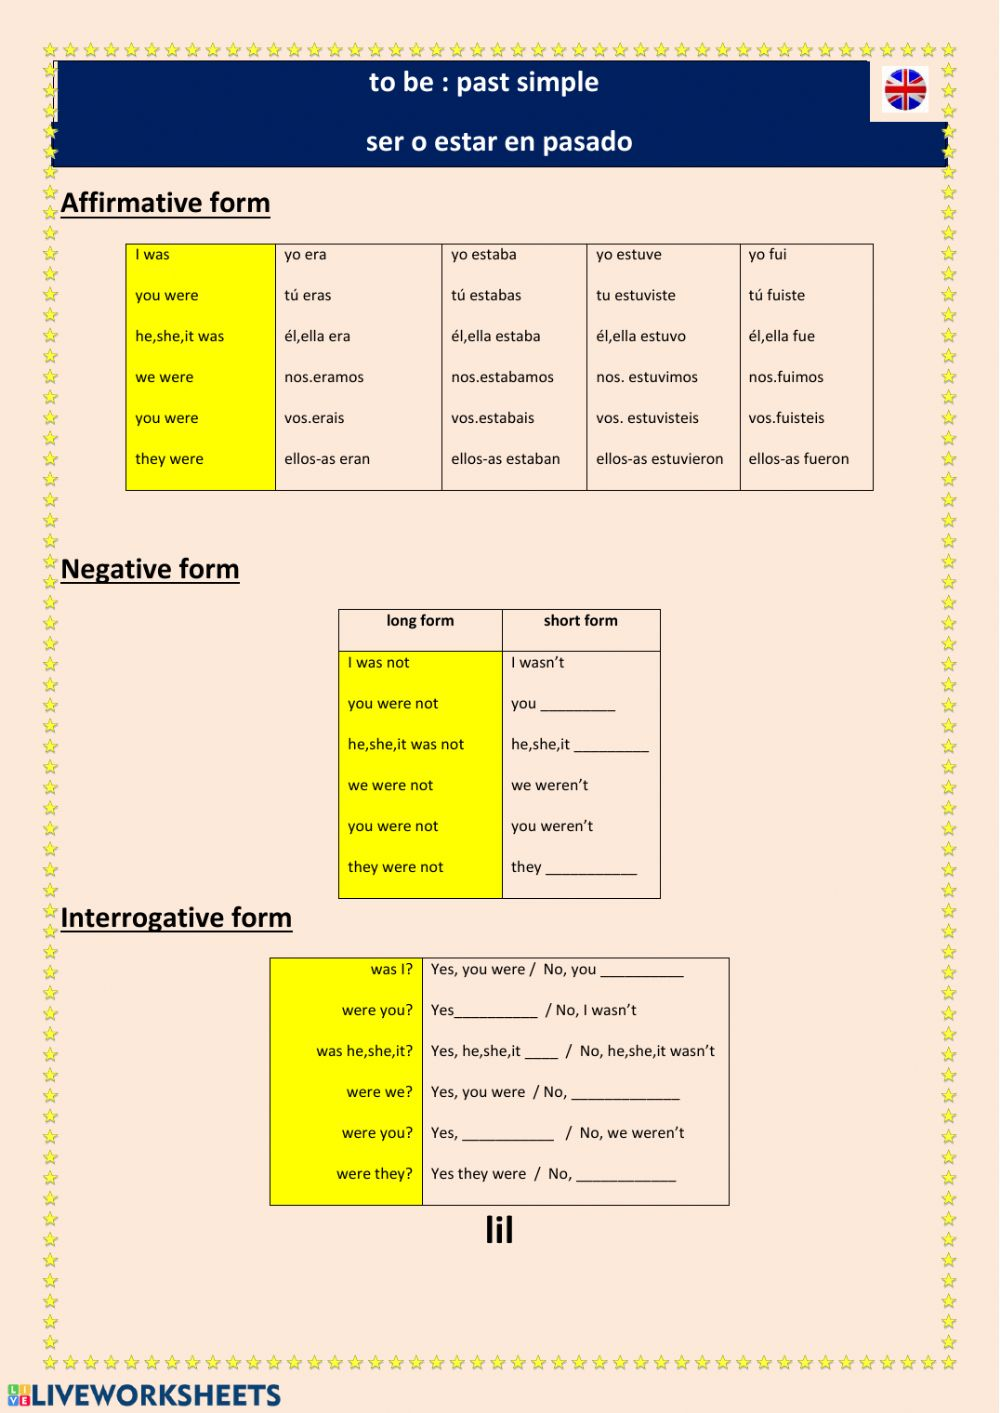 to be : past simple
ser o estar en pasado
Affirmative form
I was yo era yo estaba yo estuve yo fui
you were tú eras tú estabas tu estuviste tú fuiste
he,she,it was él,ella era él,ella estaba él,ella estuvo él,ella fue
we were nos.eramos nos.estabamos nos. estuvimos nos.fuimos
you were vos.erais vos.estabais vos. estuvisteis vos.fuisteis
they were ellos-as eran ellos-as estaban ellos-as estuvieron ellos-as fueron
Negative form
long form short form
I was not I wasn't
you were not you _________
he,she,it was not he,she,it _________
we were not we weren't
you were not you weren't
they were not they ___________
Interrogative form
was I? Yes, you were / No, you __________
were you? Yes__________ / No, I wasn't
was he,she,it? Yes, he,she,it ____ / No, he,she,it wasn't
were we? Yes, you were / No, _____________
were you? Yes, ___________ / No, we weren't
were they? Yes they were / No, ____________
lil
LIVE LIVEWORKSHEETS